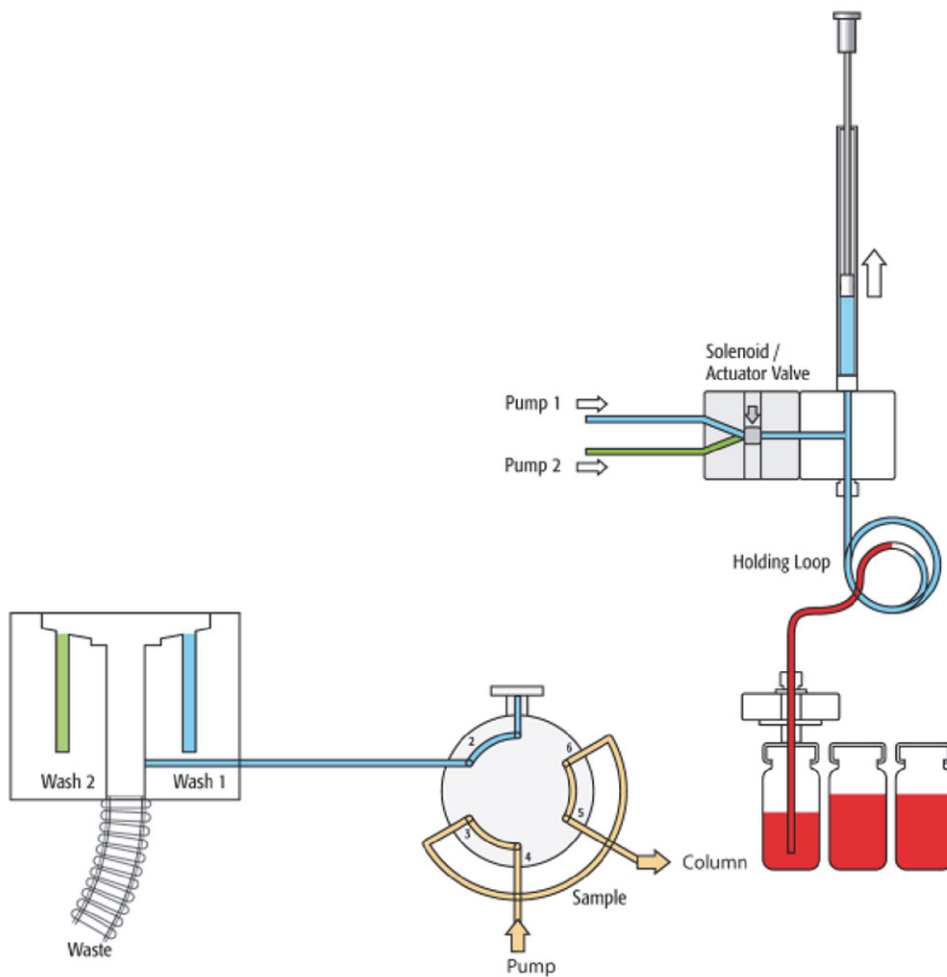 Solenoid /
Actuator Valve
Pump 1
Pump 2
Holding Loop
Wash 2
Wash 1
2
6
3
5
4
Column
Sample
Waste
Pump